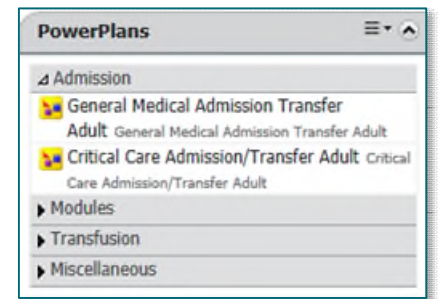 PowerPlans
Admission
General Medical Admission Transfer
Adult General Medical Admission Transfer Adult
Critical Care Admission/Transfer Adult Critical
Care Admission/Transfer Adult
Modules
Transfusion
Miscellaneous